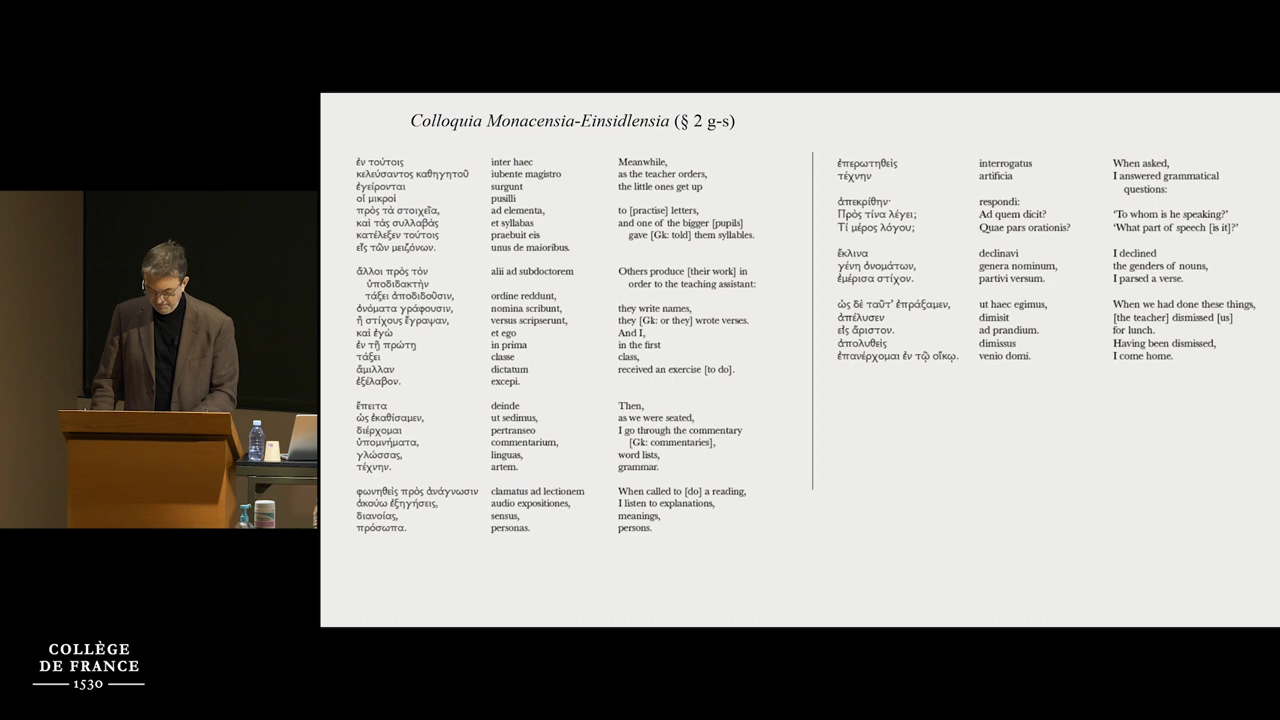 Colloquia Monacensia-Einsidlensia (§ 2 g-s)
ἐν τούτοις inter haec Meanwhile,
κελεύσαντος καθηγητοῦ iubente magistro as the teacher orders,
ἐγείρονται surgunt the little ones get up
οἱ μικροὶ pusilli
πρὸς τὰ στοιχεῖα, ad elementa, to [practise] letters,
καὶ τὰς συλλαβὰς et syllabas and one of the bigger [pupils]
κατέλεξεν τούτοις praebuit eis gave [Gk: told] them syllables.
εἷς τῶν μειζόνων. unus de maioribus.
ἄλλοι πρὸς τὸν alii ad subdoctorem Others produce [their work] in
ὑποδιδακτὴν order to the teaching assistant:
τάξει ἀποδιδοῦσιν, ordine reddunt,
ὀνόματα γράφουσιν, nomina scribunt, they write names,
ἢ στίχους ἔγραψαν, versus scripserunt, they [Gk: or they] wrote verses.
καὶ ἐγὼ et ego And I,
ἐν τῇ πρώτῃ in prima in the first
τάξει classe class,
ἅμιλλαν dictatum received an exercise [to do].
ἐξέλαβον. excepi.
ἔπειτα deinde Then,
ὡς ἐκαθίσαμεν, ut sedimus, as we were seated,
διέρχομαι pertranseo I go through the commentary
ὑπομνήματα, commentarium, [Gk: commentaries],
γλώσσας, linguas, word lists,
τέχνην. artem. grammar.
φωνηθεὶς πρὸς ἀνάγνωσιν clamatus ad lectionem When called to [do] a reading,
ἀκούω ἐξηγήσεις, audio expositiones, I listen to explanations,
διανοίας, sensus, meanings,
πρόσωπα. personas. persons.
ἐπερωτηθεὶς interrogatus When asked,
τέχνην artificia I answered grammatical
questions:
ἀπεκρίθην· respondi:
Πρὸς τίνα λέγει; Ad quem dicit? ‘To whom is he speaking?’
Τί μέρος λόγου; Quae pars orationis? ‘What part of speech [is it]?’
ἔκλινα declinavi I declined
γένη ὀνομάτων, genera nominum, the genders of nouns,
ἐμέρισα στίχον. partivi versum. I parsed a verse.
ὡς δὲ ταῦτ’ ἐπράξαμεν, ut haec egimus, When we had done these things,
ἀπέλυσεν dimisit [the teacher] dismissed [us]
εἰς ἄριστον. ad prandium. for lunch.
ἀπολυθεὶς dimissus Having been dismissed,
ἐπανέρχομαι ἐν τῷ οἴκῳ. venio domi. I come home.
COLLÈGE
DE FRANCE
1530